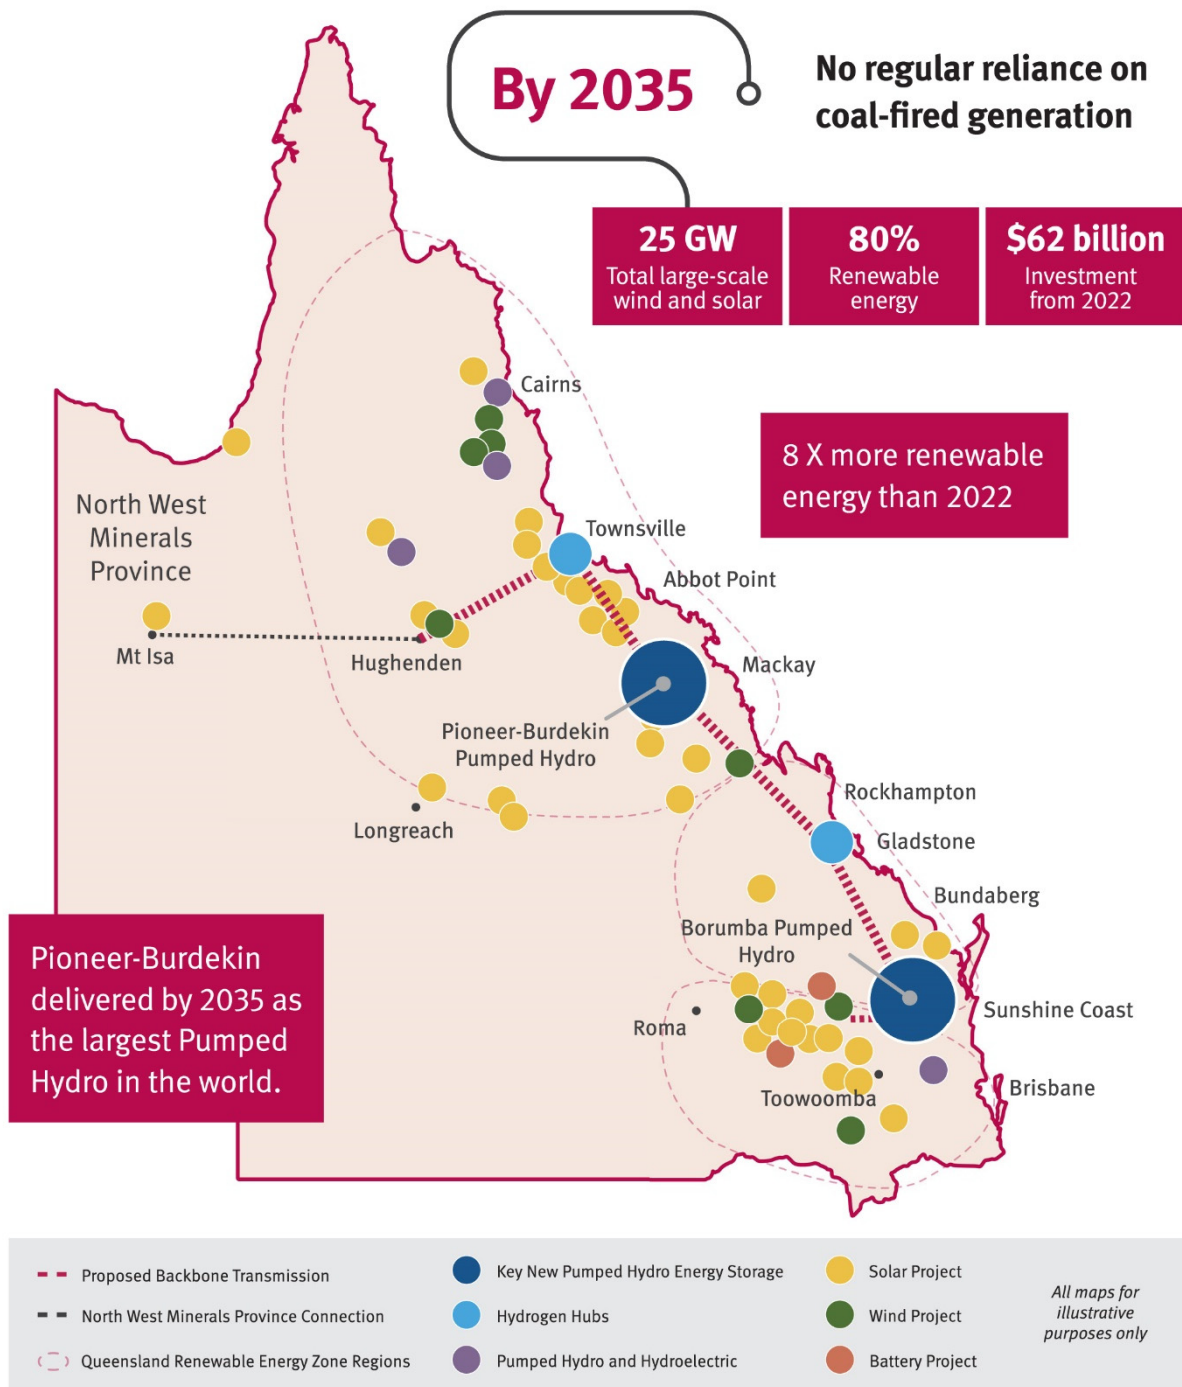 By 2035
No regular reliance on
coal-fired generation
25 GW
Total large-scale
wind and solar
80%
Renewable
energy
$62 billion
Investment
from 2022
Cairns
8 X more renewable
energy than 2022
North West
Minerals
Province
Townsville
Abbot Point
Mt Isa
Hughenden
Mackay
Pioneer-Burdekin
Pumped Hydro
Longreach
Rockhampton
Gladstone
Bundaberg
Borumba Pumped
Hydro
Pioneer-Burdekin
delivered by 2035 as
the largest Pumped
Hydro in the world.
Roma
Sunshine Coast
Toowoomba
Brisbane
Proposed Backbone Transmission
North West Minerals Province Connection
Queensland Renewable Energy Zone Regions
Key New Pumped Hydro Energy Storage
Hydrogen Hubs
Pumped Hydro and Hydroelectric
Solar Project
Wind Project
Battery Project
All maps for
illustrative
purposes only